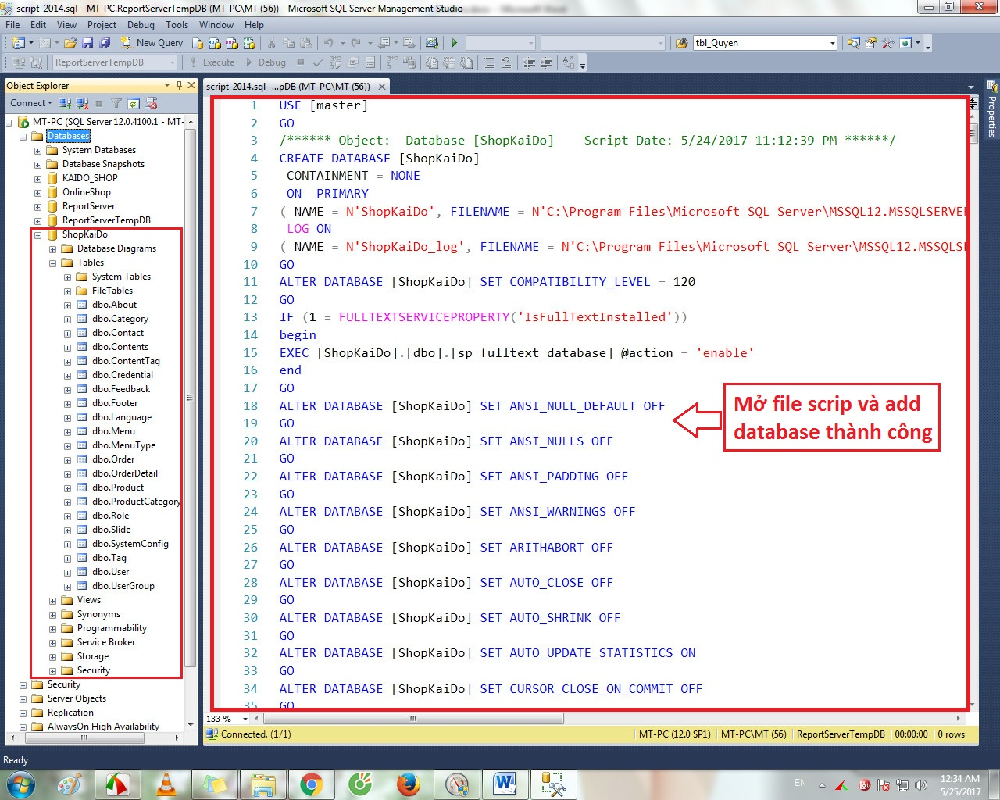 script_2014.sql - MT-PC.ReportServerTempDB (MT-PC\MT (56)) - Microsoft SQL Server Management Studio
File Edit View Project Debug Tools Window Help
New Query
tbl_Quyen
ReportServerTempDB
Execute
Debug
Object Explorer
Connect
MT-PC (SQL Server 12.0.4100.1 - MT-
Databases
System Databases
Database Snapshots
KAIDO_SHOP
OnlineShop
ReportServer
ReportServerTempDB
ShopKaiDo
Database Diagrams
Tables
System Tables
FileTables
dbo.About
dbo.Category
dbo.Contact
dbo.Contents
dbo.ContentTag
dbo.Credential
dbo.Feedback
dbo.Footer
dbo.Language
dbo.Menu
dbo.MenuType
dbo.Order
dbo.OrderDetail
dbo.Product
dbo.ProductCategory
dbo.Role
dbo.Slide
dbo.SystemConfig
dbo.Tag
dbo.User
dbo.UserGroup
Views
Synonyms
Programmability
Service Broker
Storage
Security
Security
Server Objects
Replication
AlwaysOn High Availability
script_2014.sql -...pDB (MT-PC\MT (56))
1 USE [master]
2 GO
3 /****** Object:  Database [ShopKaiDo]    Script Date: 5/24/2017 11:12:39 PM ******/
4 CREATE DATABASE [ShopKaiDo]
5  CONTAINMENT = NONE
6  ON  PRIMARY
7 ( NAME = N'ShopKaiDo', FILENAME = N'C:\Program Files\Microsoft SQL Server\MSSQL12.MSSQLSERVE
8  LOG ON
9 ( NAME = N'ShopKaiDo_log', FILENAME = N'C:\Program Files\Microsoft SQL Server\MSSQL12.MSSQLS
10 GO
11 ALTER DATABASE [ShopKaiDo] SET COMPATIBILITY_LEVEL = 120
12 GO
13 IF (1 = FULLTEXTSERVICEPROPERTY('IsFullTextInstalled'))
14 begin
15 EXEC [ShopKaiDo].[dbo].[sp_fulltext_database] @action = 'enable'
16 end
17 GO
18 ALTER DATABASE [ShopKaiDo] SET ANSI_NULL_DEFAULT OFF
19 GO
20 ALTER DATABASE [ShopKaiDo] SET ANSI_NULLS OFF
21 GO
22 ALTER DATABASE [ShopKaiDo] SET ANSI_PADDING OFF
23 GO
24 ALTER DATABASE [ShopKaiDo] SET ANSI_WARNINGS OFF
25 GO
26 ALTER DATABASE [ShopKaiDo] SET ARITHABORT OFF
27 GO
28 ALTER DATABASE [ShopKaiDo] SET AUTO_CLOSE OFF
29 GO
30 ALTER DATABASE [ShopKaiDo] SET AUTO_SHRINK OFF
31 GO
32 ALTER DATABASE [ShopKaiDo] SET AUTO_UPDATE_STATISTICS ON
33 GO
34 ALTER DATABASE [ShopKaiDo] SET CURSOR_CLOSE_ON_COMMIT OFF
35 GO
Mở file scrip và add
database thành công
Properties
133 %
Connected. (1/1)
MT-PC (12.0 SP1)
MT-PC\MT (56)
ReportServerTempDB
00:00:00
0 rows
Ready
EN
12:34 AM
5/25/2017